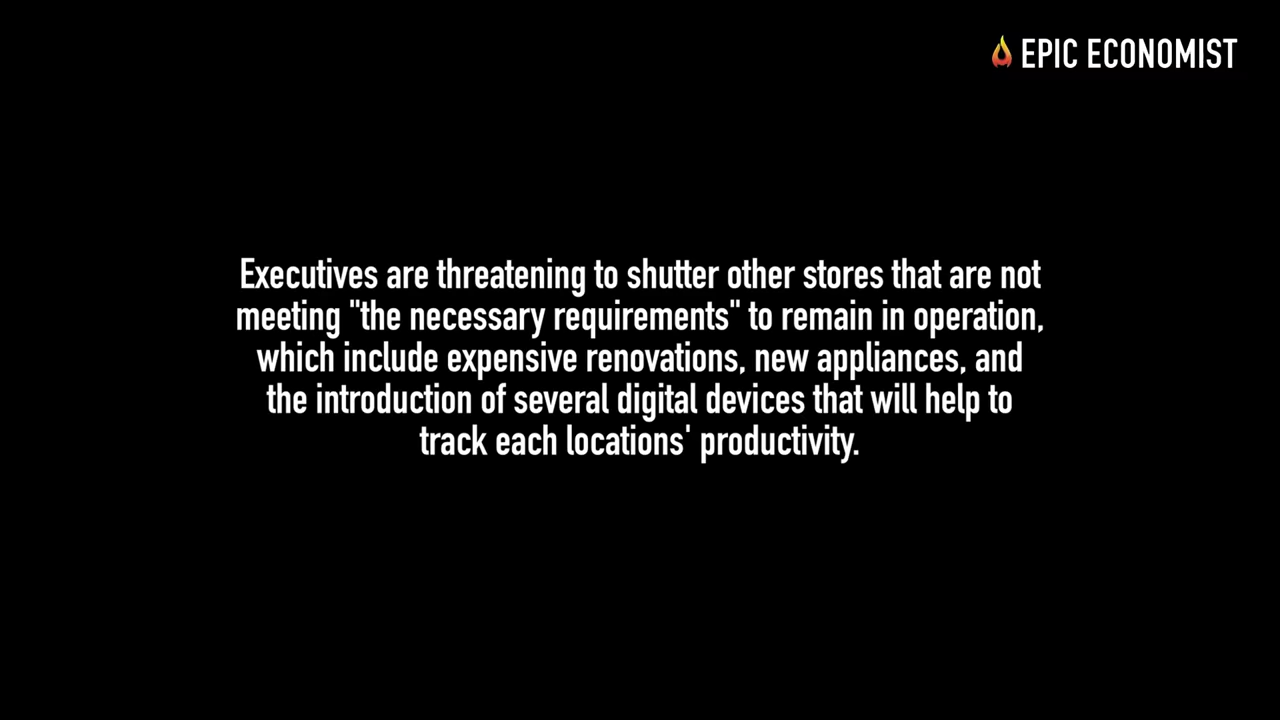 EPIC ECONOMIST
Executives are threatening to shutter other stores that are not
meeting "the necessary requirements" to remain in operation,
which include expensive renovations, new appliances, and
the introduction of several digital devices that will help to
track each locations' productivity.